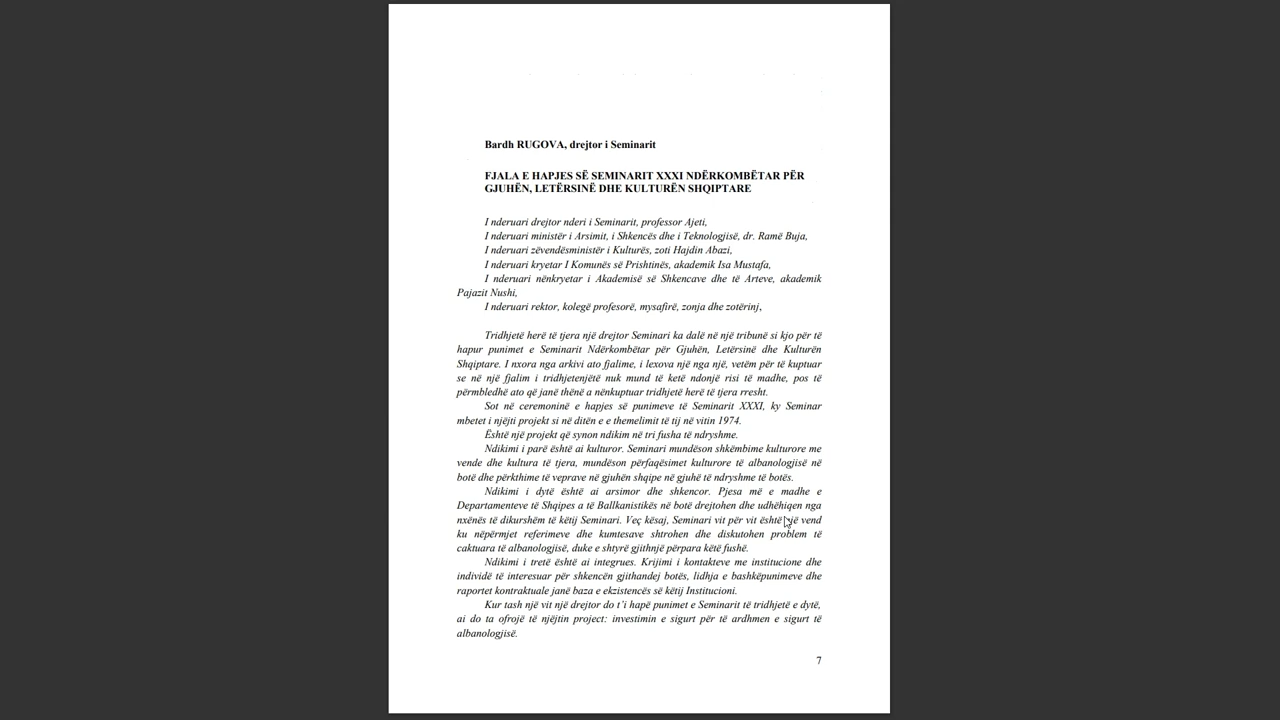 Bardh RUGOVA, drejtor i Seminarit
FJALA E HAPJES SË SEMINARIT XXXI NDËRKOMBËTAR PËR
GJUHËN, LETËRSINË DHE KULTURËN SHQIPTARE
I nderuari drejtor nderi i Seminarit, professor Ajeti,
I nderuari ministër i Arsimit, i Shkencës dhe i Teknologjisë, dr. Ramë Buja,
I nderuari zëvendësministër i Kulturës, zoti Hajdin Abazi,
I nderuari kryetar I Komunës së Prishtinës, akademik Isa Mustafa,
I nderuari nënkryetar i Akademisë së Shkencave dhe të Arteve, akademik
Pajazit Nushi,
I nderuari rektor, kolegë profesorë, mysafirë, zonja dhe zotërinj,
Tridhjetë herë të tjera një drejtor Seminari ka dalë në një tribunë si kjo për të
hapur punimet e Seminarit Ndërkombëtar për Gjuhën, Letërsinë dhe Kulturën
Shqiptare. I nxora nga arkivi ato fjalime, i lexova një nga një, vetëm për të kuptuar
se në një fjalim i tridhjetenjëtë nuk mund të ketë ndonjë risi të madhe, pos të
përmbledhë ato që janë thënë a nënkuptuar tridhjetë herë të tjera rresht.
Sot në ceremoninë e hapjes së punimeve të Seminarit XXXI, ky Seminar
mbetet i njëjti projekt si në ditën e e themelimit të tij në vitin 1974.
Është një projekt që synon ndikim në tri fusha të ndryshme.
Ndikimi i parë është ai kulturor. Seminari mundëson shkëmbime kulturore me
vende dhe kultura të tjera, mundëson përfaqësimet kulturore të albanologjisë në
botë dhe përkthime të veprave në gjuhën shqipe në gjuhë të ndryshme të botës.
Ndikimi i dytë është ai arsimor dhe shkencor. Pjesa më e madhe e
Departamenteve të Shqipes a të Ballkanistikës në botë drejtohen dhe udhëhiqen nga
nxënës të dikurshëm të këtij Seminari. Veç kësaj, Seminari vit për vit është një vend
ku nëpërmjet referimeve dhe kumtesave shtrohen dhe diskutohen problem të
caktuara të albanologjisë, duke e shtyrë gjithnjë përpara këtë fushë.
Ndikimi i tretë është ai integrues. Krijimi i kontakteve me institucione dhe
individë të interesuar për shkencën gjithandej botës, lidhja e bashkëpunimeve dhe
raportet kontraktuale janë baza e ekzistencës së këtij Institucioni.
Kur tash një vit një drejtor do t´i hapë punimet e Seminarit të tridhjetë e dytë,
ai do ta ofrojë të njëjtin project: investimin e sigurt për të ardhmen e sigurt të
albanologjisë.
7